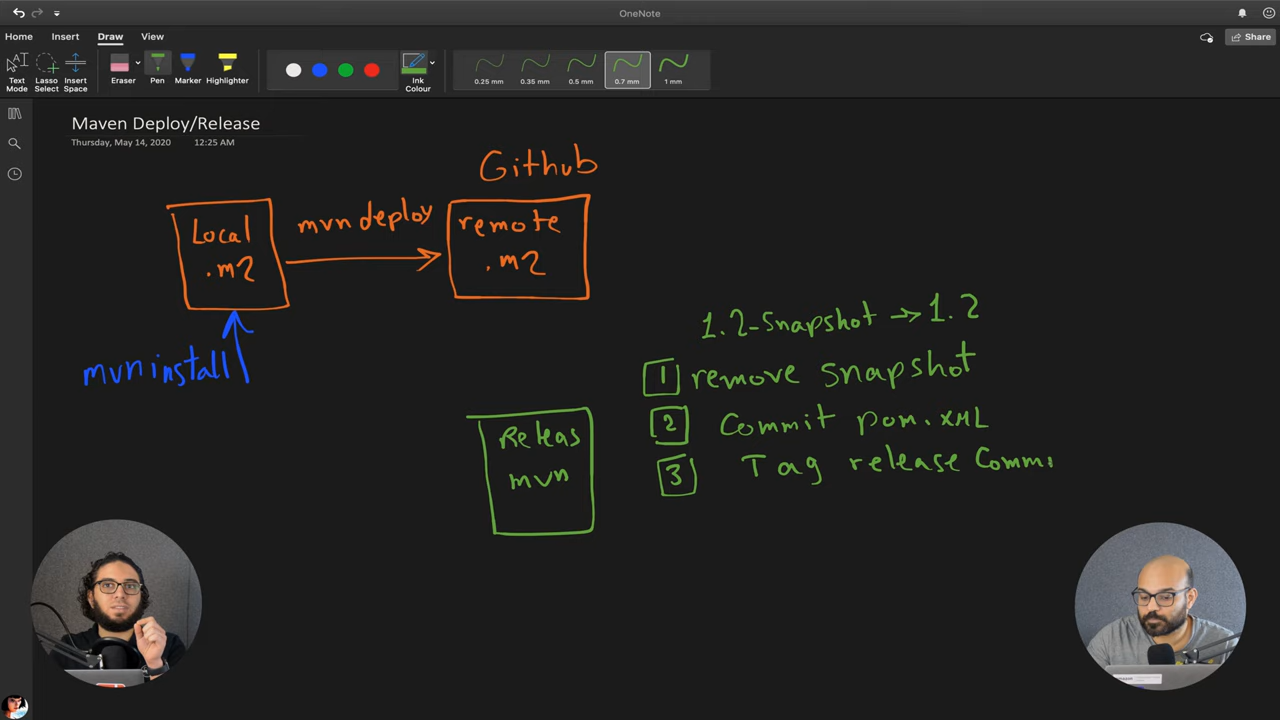 OneNote
Home Insert Draw View
Share
Text Mode
Lasso Select
Insert Space
Eraser
Pen
Marker
Highlighter
Ink Colour
0.25 mm
0.35 mm
0.5 mm
0.7 mm
1 mm
Maven Deploy/Release
Thursday, May 14, 2020 12:25 AM
Github
Local
.m2
mvn deploy
remote
.m2
mvn install
1.2-Snapshot → 1.2
1 remove snapshot
2 Commit pom.XML
3 Tag release Commi
Releas
mvn